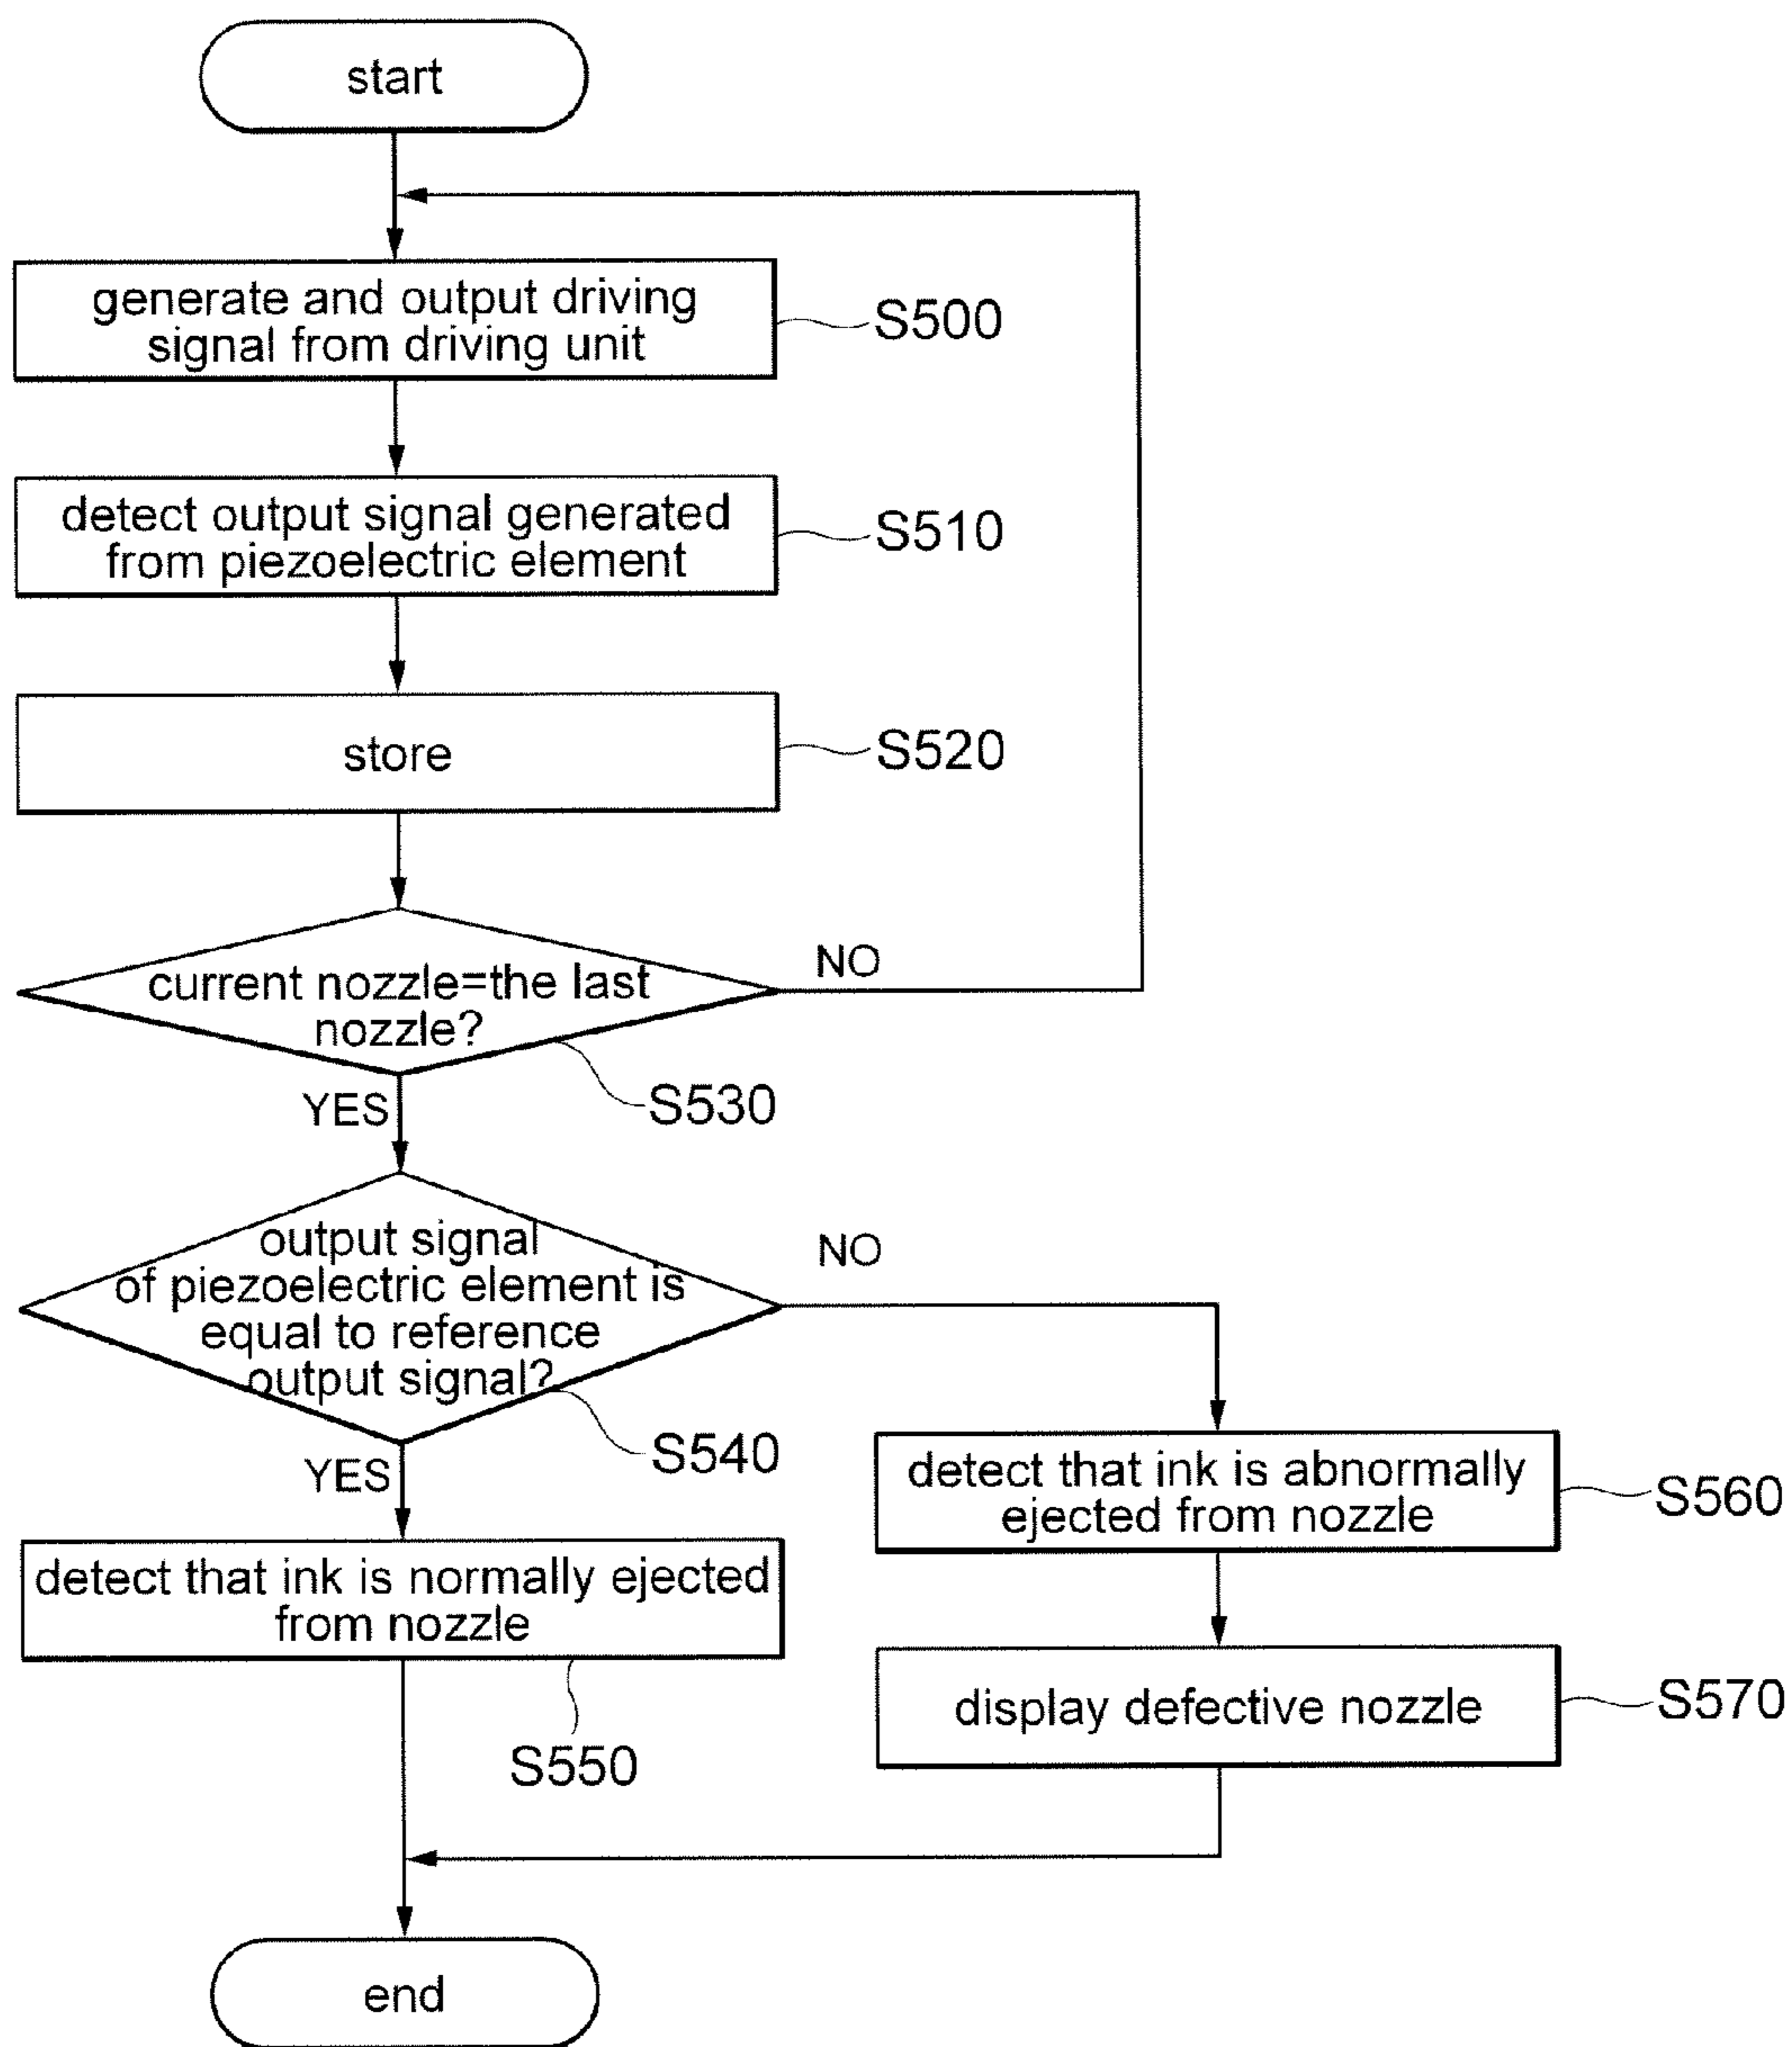 start
generate and output driving
signal from driving unit
S500
detect output signal generated
from piezoelectric element
S510
store
S520
current nozzle=the last
nozzle?
NO
S530
YES
output signal
of piezoelectric element is
equal to reference
output signal?
NO
S540
YES
detect that ink is normally ejected
from nozzle
S550
detect that ink is abnormally
ejected from nozzle
S560
display defective nozzle
S570
end